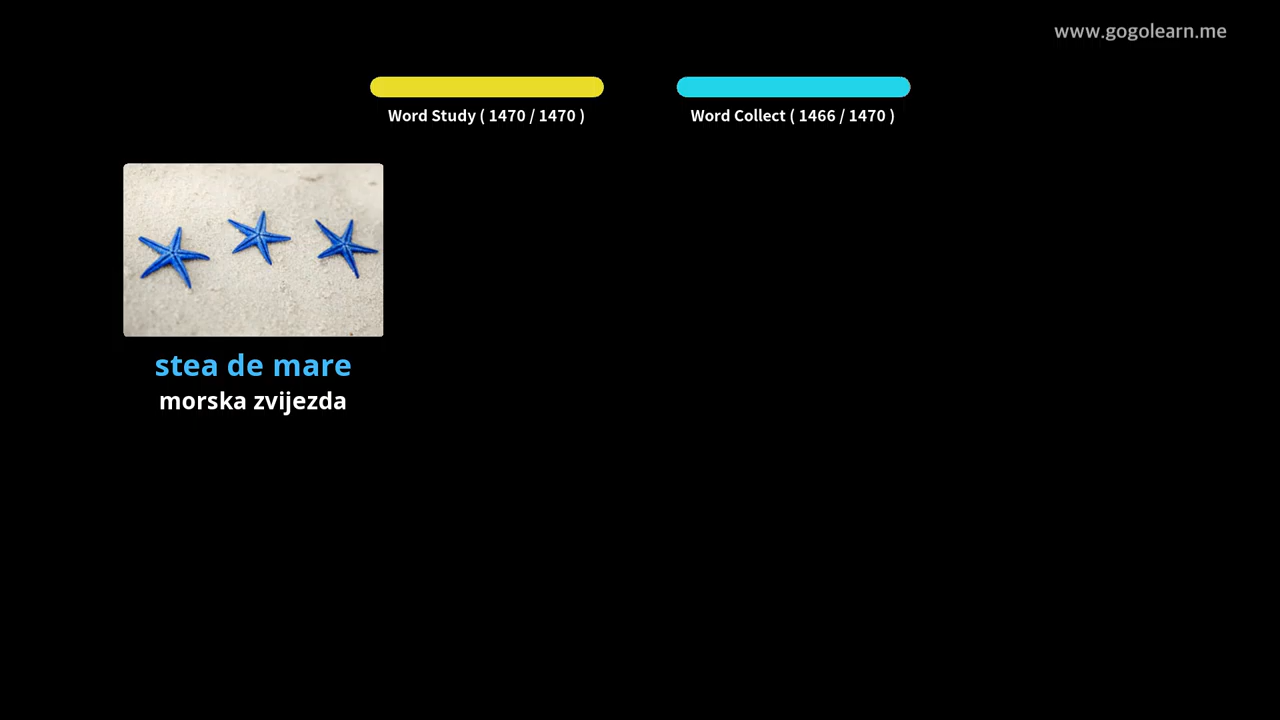 www.gogolearn.me
Word Study ( 1470 / 1470 )
Word Collect ( 1466 / 1470 )
stea de mare
morska zvijezda